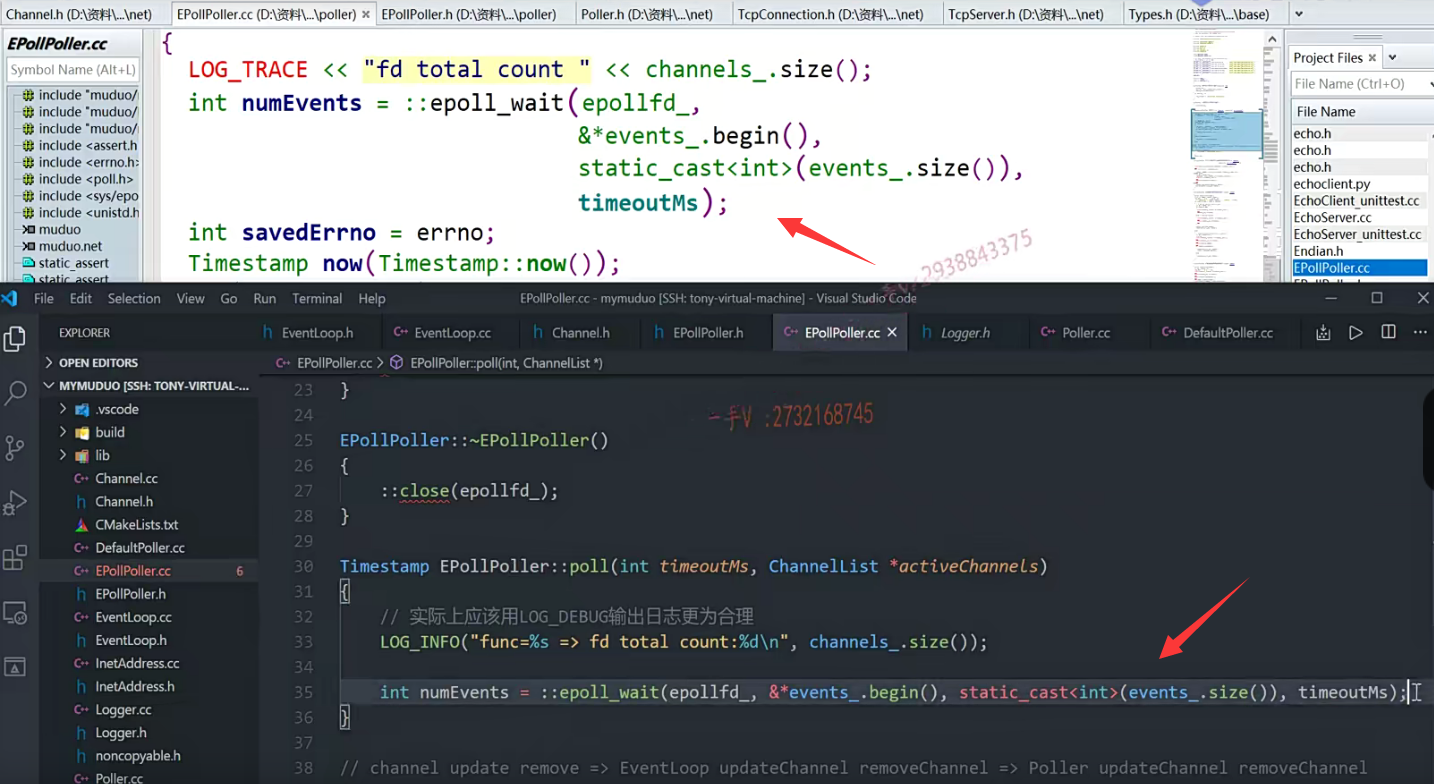 Channel.h (D:\资料\...\net)
EPollPoller.cc (D:\资料\...\poller)
EPollPoller.h (D:\资料\...\poller)
Poller.h (D:\资料\...\net)
TcpConnection.h (D:\资料\...\net)
TcpServer.h (D:\资料\...\net)
Types.h (D:\资料\...\base)
EPollPoller.cc
Symbol Name (Alt+L)
include "muduo/
include "muduo/
include "muduo/
include <assert.h
include <errno.h>
include <poll.h>
include <sys/epo
include <unistd.h
muduo
muduo.net
static_assert
static_assert
{
LOG_TRACE << "fd total count " << channels_.size();
int numEvents = ::epoll_wait(epollfd_,
&*events_.begin(),
static_cast<int>(events_.size()),
timeoutMs);
int savedErrno = errno;
Timestamp now(Timestamp::now());
Project Files
File Name (Ctrl+O
File Name
echo.h
echo.h
echo.h
echoclient.py
EchoClient_unittest.cc
EchoServer.cc
EchoServer_unittest.cc
Endian.h
EPollPoller.cc
2938843375
File Edit Selection View Go Run Terminal Help
EPollPoller.cc - mymuduo [SSH: tony-virtual-machine] - Visual Studio Code
EXPLORER
OPEN EDITORS
MYMUDUO [SSH: TONY-VIRTUAL-...
.vscode
build
lib
Channel.cc
Channel.h
CMakeLists.txt
DefaultPoller.cc
EPollPoller.cc 6
EPollPoller.h
EventLoop.cc
EventLoop.h
InetAddress.cc
InetAddress.h
Logger.cc
Logger.h
noncopyable.h
Poller.cc
EventLoop.h
EventLoop.cc
Channel.h
EPollPoller.h
EPollPoller.cc
Logger.h
Poller.cc
DefaultPoller.cc
EPollPoller.cc > EPollPoller::poll(int, ChannelList *)
一手V :2732168745
23 }
24
25 EPollPoller::~EPollPoller()
26 {
27 ::close(epollfd_);
28 }
29
30 Timestamp EPollPoller::poll(int timeoutMs, ChannelList *activeChannels)
31 {
32 // 实际上应该用LOG_DEBUG输出日志更为合理
33 LOG_INFO("func=%s => fd total count:%d\n", channels_.size());
34
35 int numEvents = ::epoll_wait(epollfd_, &*events_.begin(), static_cast<int>(events_.size()), timeoutMs);
36 }
37
38 // channel update remove => EventLoop updateChannel removeChannel => Poller updateChannel removeChannel